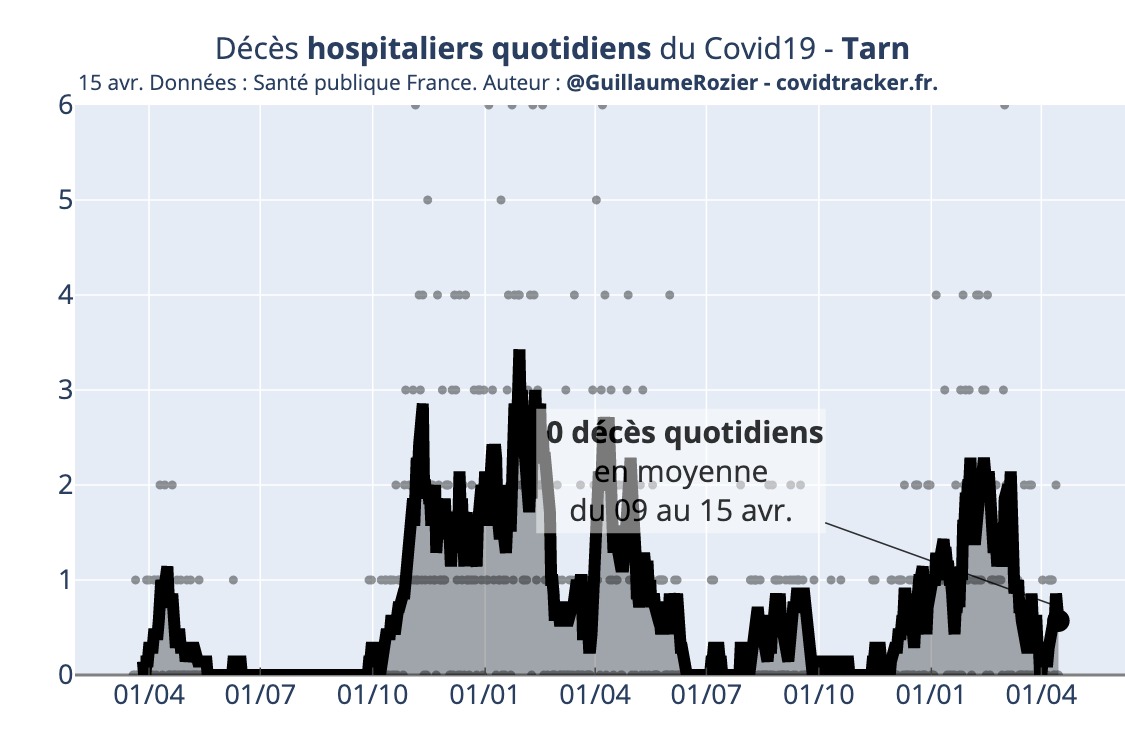 Décès hospitaliers quotidiens du Covid19 - Tarn
15 avr. Données : Santé publique France. Auteur : @GuillaumeRozier - covidtracker.fr.
6
5
4
3
0 décès quotidiens
en moyenne
2
du 09 au 15 avr.
1
0
01/04 01/07 01/10 01/01 01/04 01/07 01/10 01/01 01/04